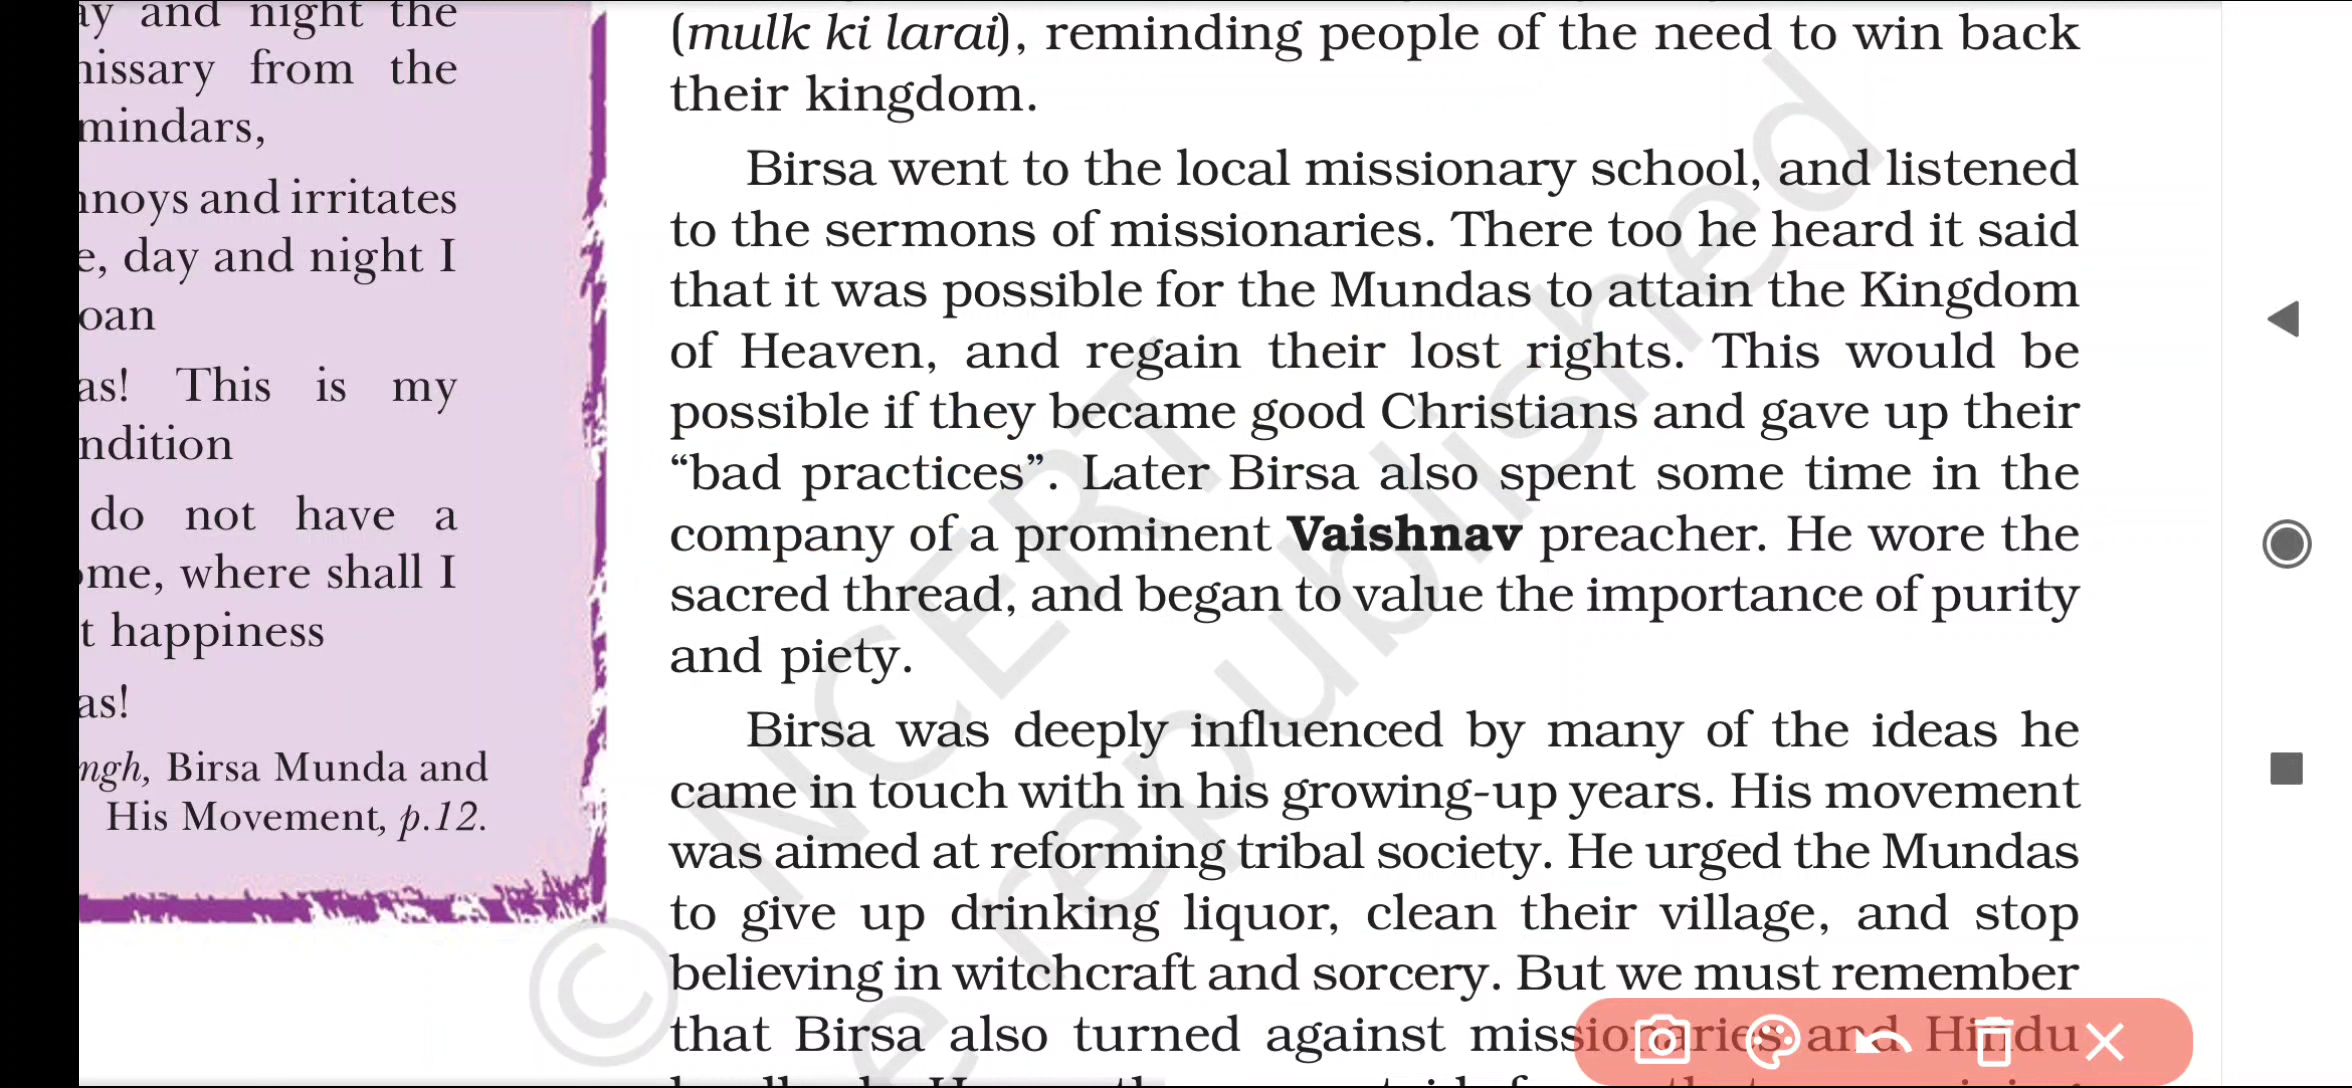 and night the
from the
mindars,
and irritates
day and night I
oan
as! This is my
ndition
do not have a
ome, where shall I
t happiness
as!
ngh, Birsa Munda and
His Movement, p.12.
(mulk ki larai), reminding people of the need to win back
their kingdom.
Birsa went to the local missionary school, and listened
to the sermons of missionaries. There too he heard it said
that it was possible for the Mundas to attain the Kingdom
of Heaven, and regain their lost rights. This would be
possible if they became good Christians and gave up their
“bad practices”. Later Birsa also spent some time in the
company of a prominent Vaishnav preacher. He wore the
sacred thread, and began to value the importance of purity
and piety.
Birsa was deeply influenced by many of the ideas he
came in touch with in his growing-up years. His movement
was aimed at reforming tribal society. He urged the Mundas
to give up drinking liquor, clean their village, and stop
believing in witchcraft and sorcery. But we must remember
that Birsa also turned against missionaries and Hindu
© NCERT
e republished